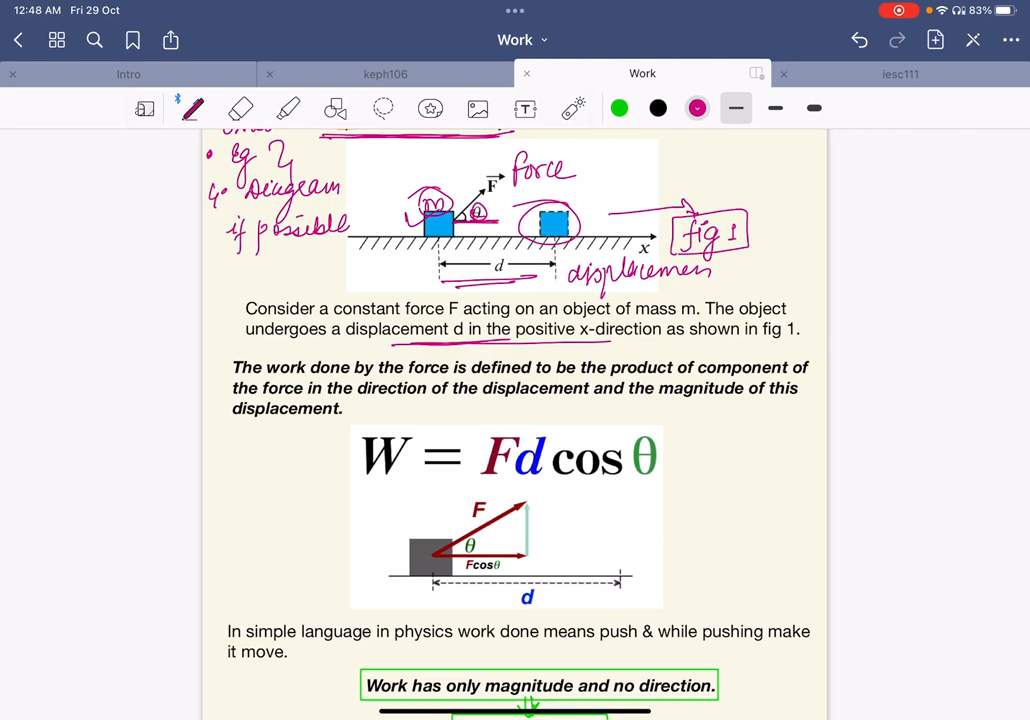 12:48 AM Fri 29 Oct
83%
Work
Intro
keph106
Work
iesc111
• Eg
Diagram
if possible
m
F
force
θ
fig 1
x
d
displacemen
Consider a constant force F acting on an object of mass m. The object
undergoes a displacement d in the positive x-direction as shown in fig 1.
The work done by the force is defined to be the product of component of
the force in the direction of the displacement and the magnitude of this
displacement.
W = Fd cos θ
F
θ
Fcosθ
d
In simple language in physics work done means push & while pushing make
it move.
Work has only magnitude and no direction.